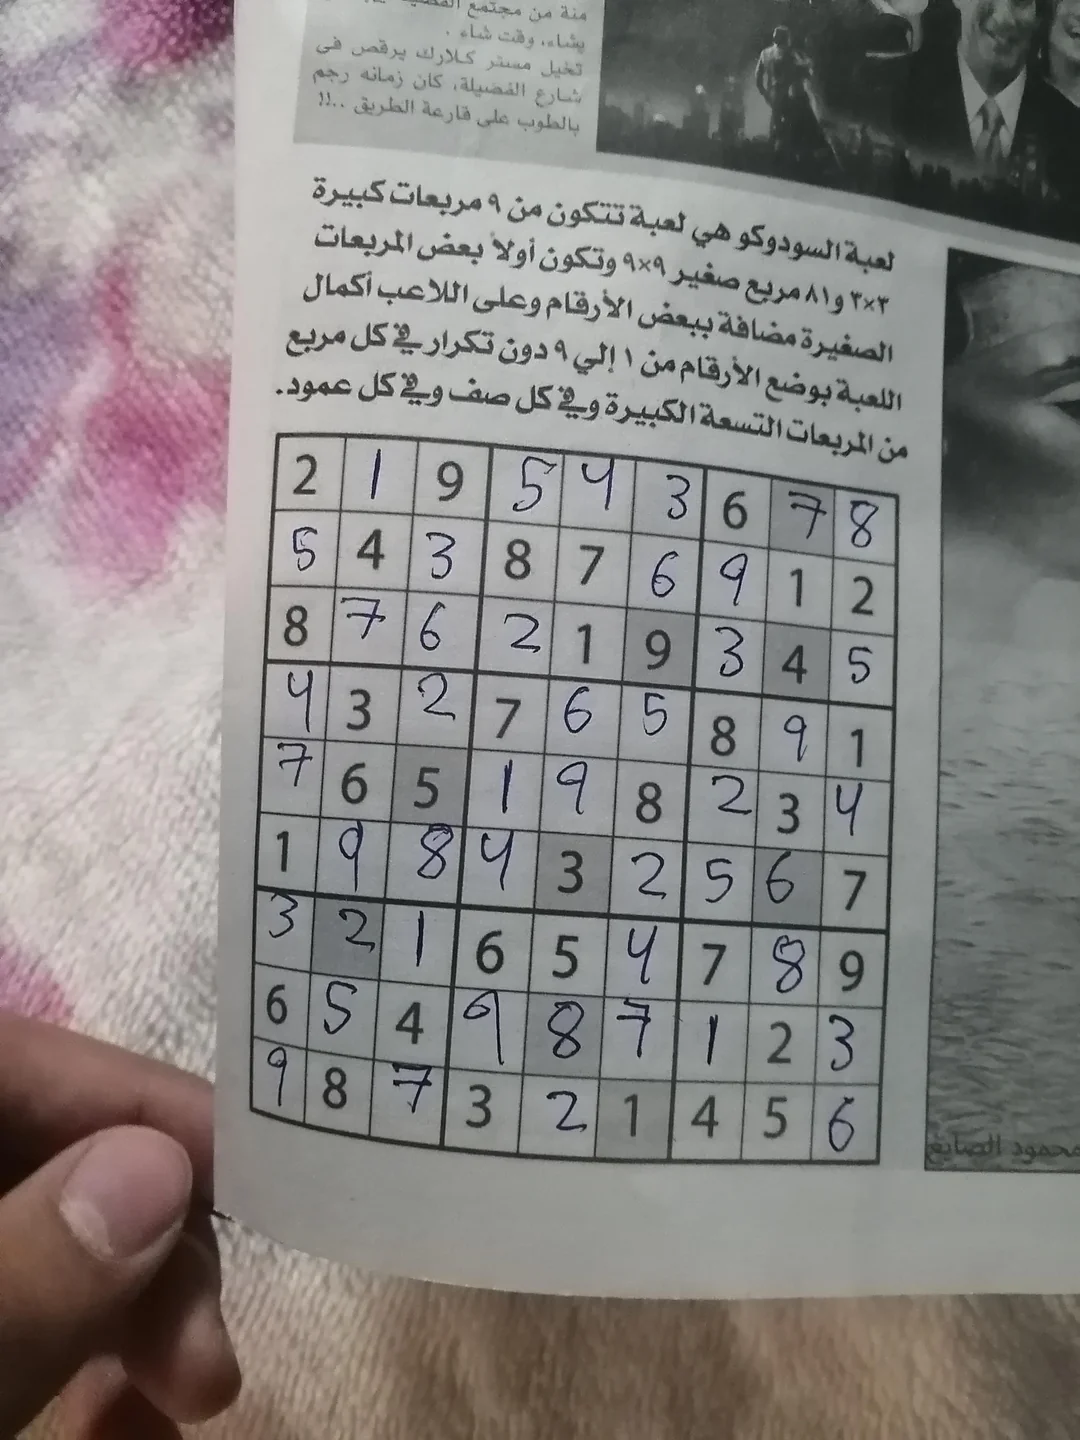 منة من مجتمع
يشاء، وقت شاء .
تخيل مستر كلارك يرقص فى
شارع الفضيلة، كان زمانه رجم
بالطوب على قارعة الطريق ..!!
لعبة السودوكو هي لعبة تتكون من ٩ مربعات كبيرة
٣×٣ و٨١ مربع صغير ٩×٩ وتكون أولاً بعض المربعات
الصغيرة مضافة ببعض الأرقام وعلى اللاعب أكمال
اللعبة بوضع الأرقام من ١ إلي ٩ دون تكرار في كل مربع
من المربعات التسعة الكبيرة وفي كل صف وفي كل عمود.
2 1 9 5 4 3 6 7 8
5 4 3 8 7 6 9 1 2
8 7 6 2 1 9 3 4 5
4 3 2 7 6 5 8 9 1
7 6 5 1 9 8 2 3 4
1 9 8 4 3 2 5 6 7
3 2 1 6 5 4 7 8 9
6 5 4 9 8 7 1 2 3
9 8 7 3 2 1 4 5 6
محمود الصايغ